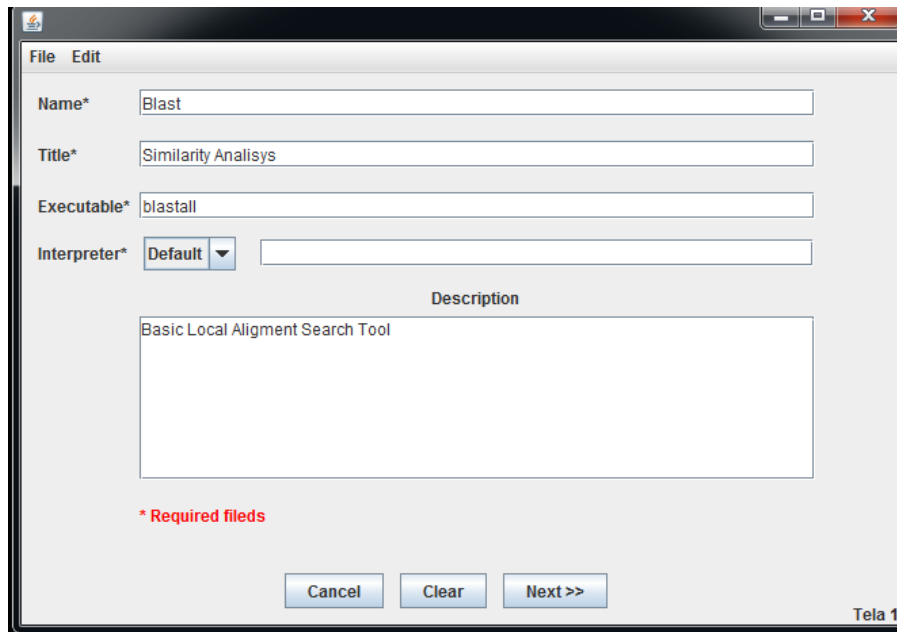 File Edit
Name* Blast
Title* Similarity Analisys
Executable* blastall
Interpreter* Default
Description
Basic Local Aligment Search Tool
* Required fileds
Cancel Clear Next >>
Tela 1